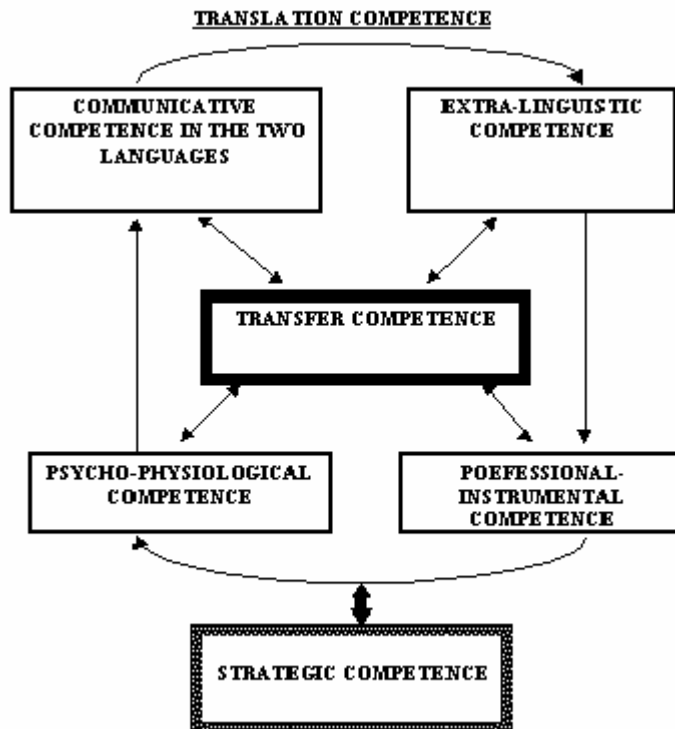 TRANSLATION COMPETENCE
COMMUNICATIVE
COMPETENCE IN THE TWO
LANGUAGES
EXTRA-LINGUISTIC
COMPETENCE
TRANSFER COMPETENCE
PSYCHO-PHYSIOLOGICAL
COMPETENCE
POEFESSIONAL-
INSTRUMENTAL
COMPETENCE
STRATEGIC COMPETENCE